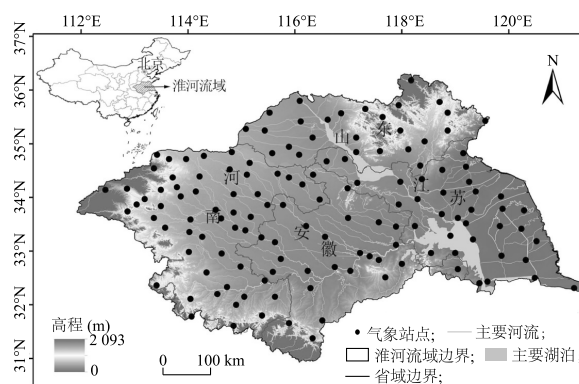 112°E 114°E 116°E 118°E 120°E
37°N
36°N
35°N
34°N
33°N
32°N
31°N
北京
淮河流域
N
山 东
河 南
江 苏
安 徽
高程 (m)
2 093
0
0 100 km
气象站点; 主要河流;
淮河流域边界; 主要湖泊
省域边界;